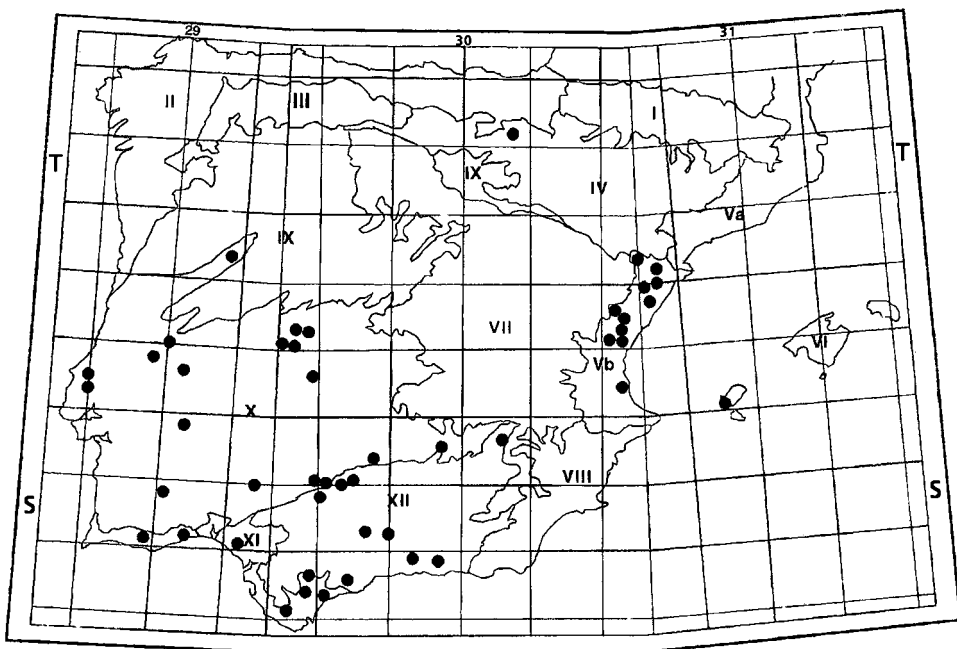 29 30 31
II III I
T IX IV T
Va
IX
VII VI
Vb
X
VIII
S XII S
XI